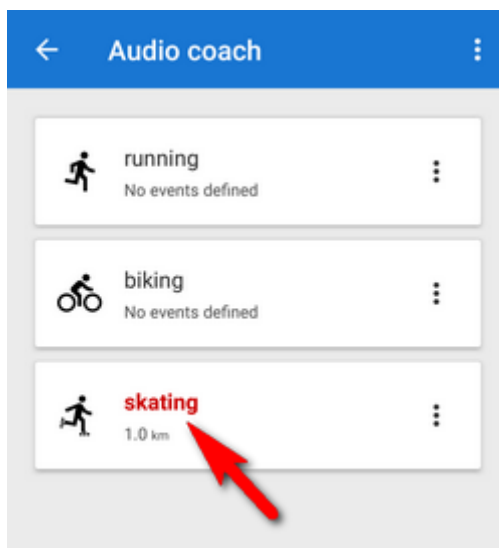 Audio coach
running
No events defined
biking
No events defined
skating
1.0 km